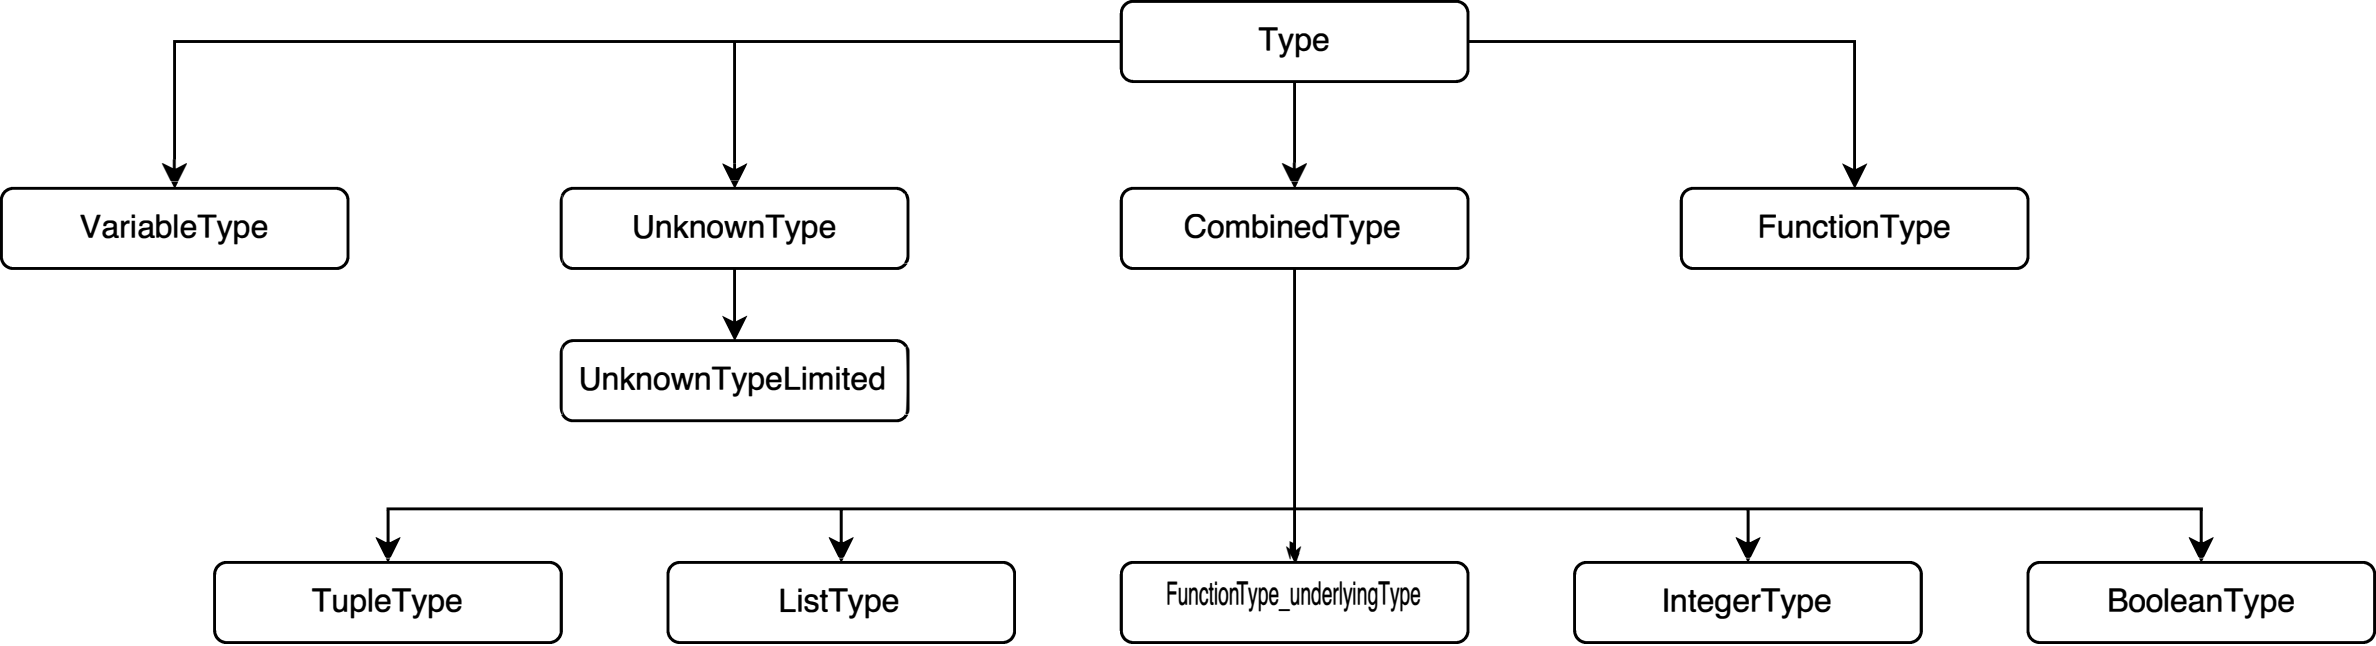 Type
VariableType
UnknownType
CombinedType
FunctionType
UnknownTypeLimited
TupleType
ListType
FunctionType_underlyingType
IntegerType
BooleanType